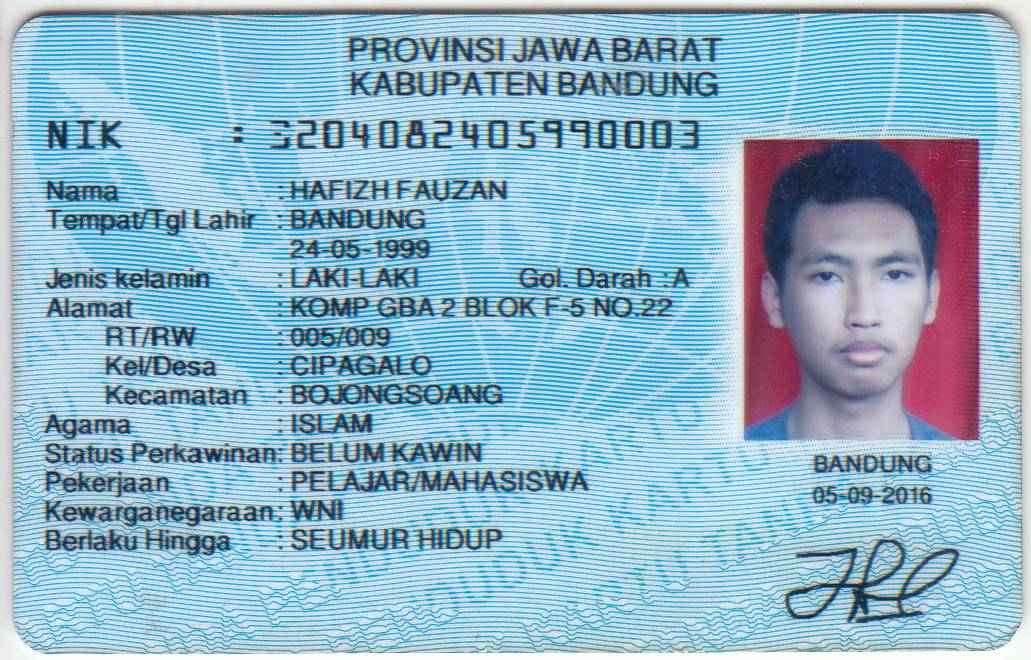 PROVINSI JAWA BARAT
KABUPATEN BANDUNG
NIK : 3204082405990003
Nama : HAFIZH FAUZAN
Tempat/Tgl Lahir : BANDUNG
24-05-1999
Jenis kelamin : LAKI-LAKI Gol. Darah : A
Alamat : KOMP GBA 2 BLOK F-5 NO.22
RT/RW : 005/009
Kel/Desa : CIPAGALO
Kecamatan : BOJONGSOANG
Agama : ISLAM
Status Perkawinan: BELUM KAWIN
Pekerjaan : PELAJAR/MAHASISWA
Kewarganegaraan: WNI
Berlaku Hingga : SEUMUR HIDUP
BANDUNG
05-09-2016